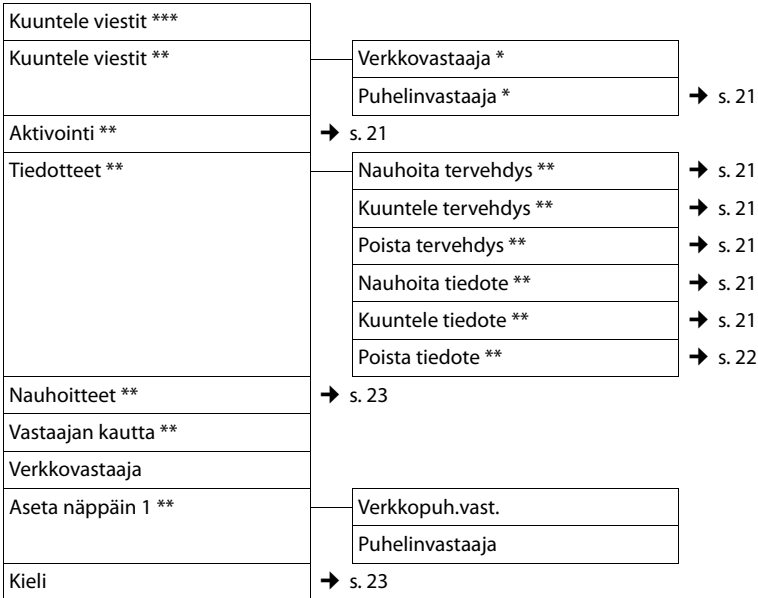 Kuuntele viestit ***
Kuuntele viestit **
Verkkovastaaja *
Puhelinvastaaja *
➔ s. 21
Aktivointi **
➔ s. 21
Tiedotteet **
Nauhoita tervehdys **
➔ s. 21
Kuuntele tervehdys **
➔ s. 21
Poista tervehdys **
➔ s. 21
Nauhoita tiedote **
➔ s. 21
Kuuntele tiedote **
➔ s. 21
Poista tiedote **
➔ s. 22
Nauhoitteet **
➔ s. 23
Vastaajan kautta **
Verkkovastaaja
Aseta näppäin 1 **
Verkkopuh.vast.
Puhelinvastaaja
Kieli
➔ s. 23